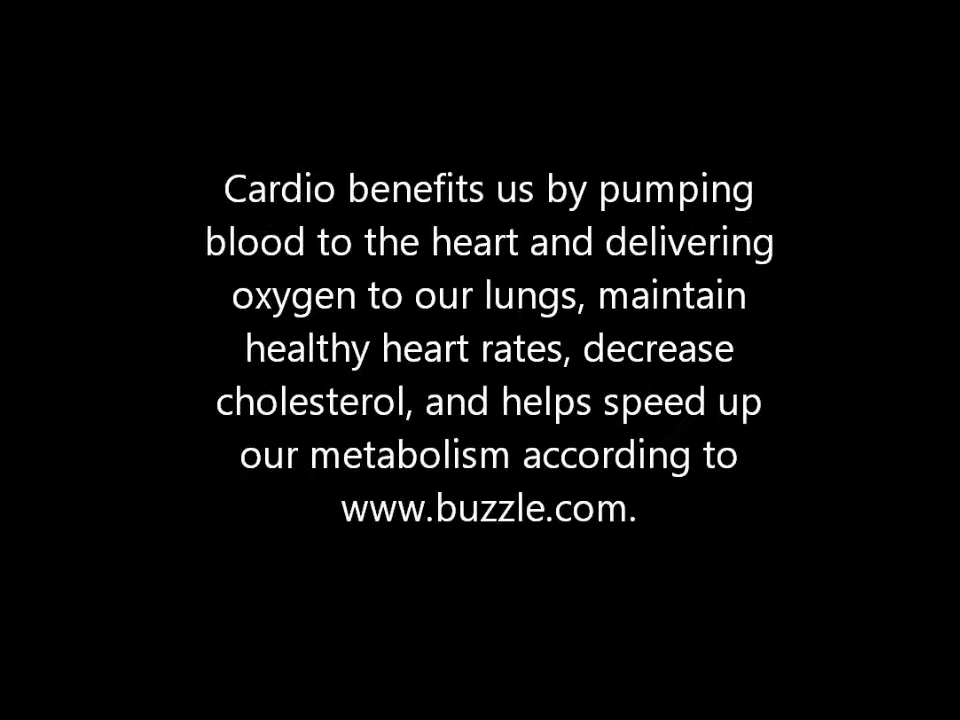 Cardio benefits us by pumping
blood to the heart and delivering
oxygen to our lungs, maintain
healthy heart rates, decrease
cholesterol, and helps speed up
our metabolism according to
www.buzzle.com.